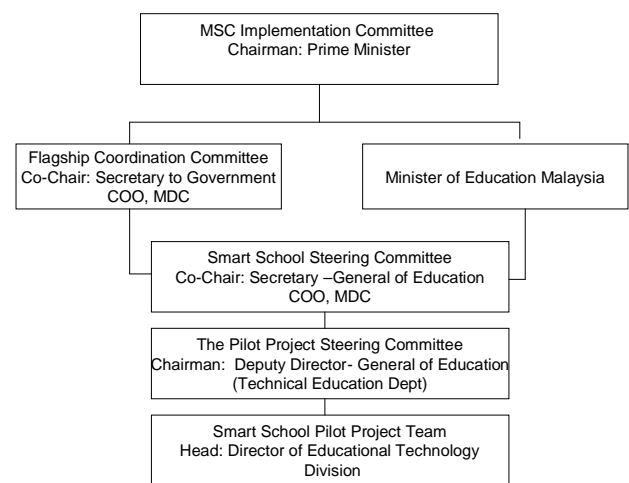 MSC Implementation Committee
Chairman: Prime Minister
Flagship Coordination Committee
Co-Chair: Secretary to Government
COO, MDC
Minister of Education Malaysia
Smart School Steering Committee
Co-Chair: Secretary –General of Education
COO, MDC
The Pilot Project Steering Committee
Chairman:  Deputy Director- General of Education
(Technical Education Dept)
Smart School Pilot Project Team
Head: Director of Educational Technology
Division